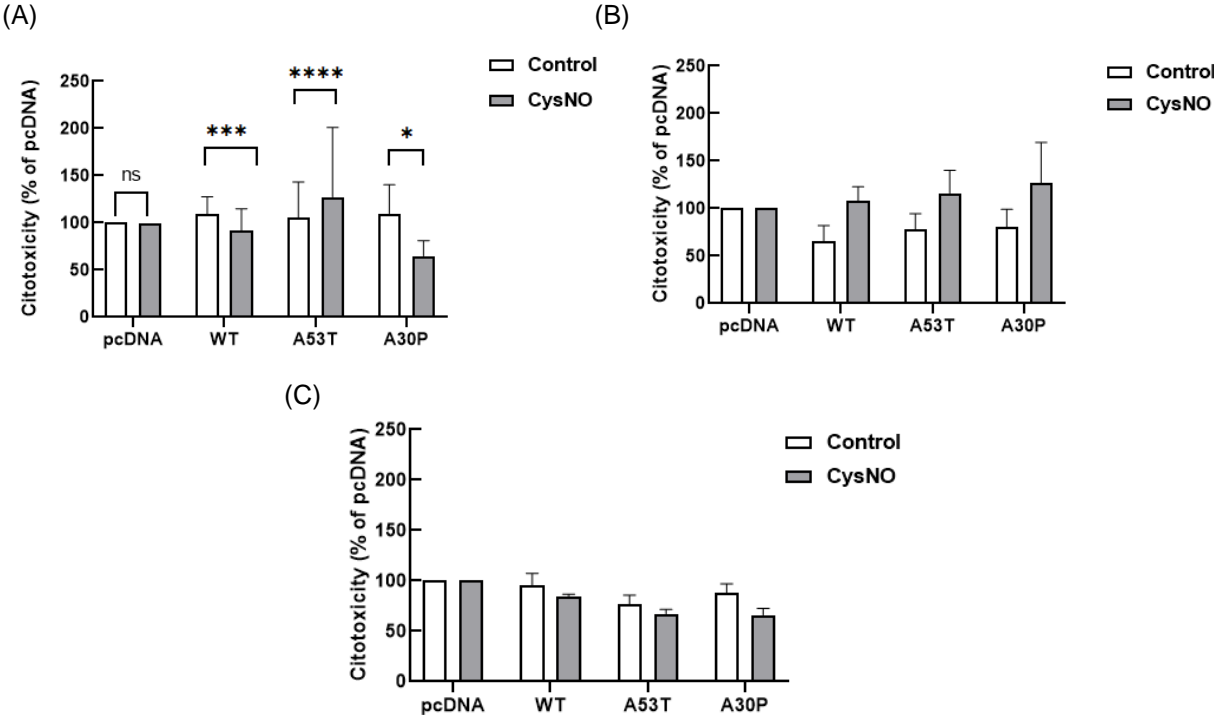 (A)
Control
CysNO
Citotoxicity (% of pcDNA)
250
200
150
100
50
0
ns
***
****
*
pcDNA WT A53T A30P
(B)
Control
CysNO
Citotoxicity (% of pcDNA)
250
200
150
100
50
0
pcDNA WT A53T A30P
(C)
Control
CysNO
Citotoxicity (% of pcDNA)
250
200
150
100
50
0
pcDNA WT A53T A30P